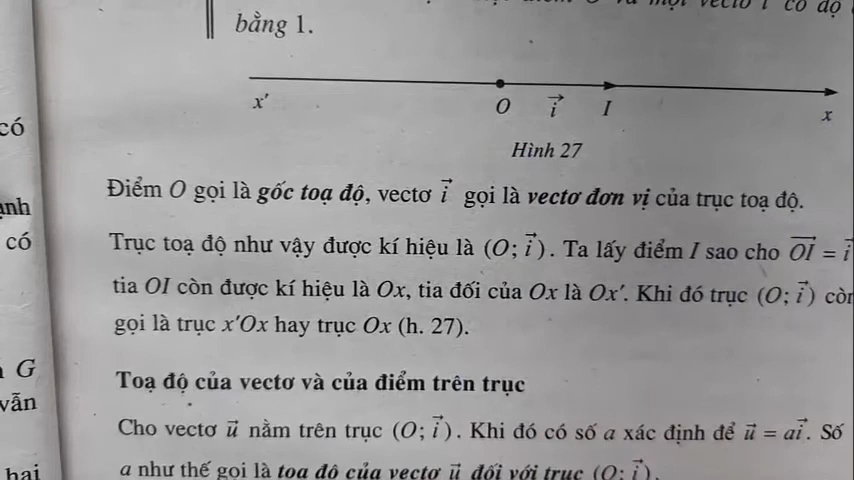 một vectơ i có độ
bằng 1.
x′ O i⃗ I x
Hình 27
Điểm O gọi là gốc toạ độ, vectơ i⃗ gọi là vectơ đơn vị của trục toạ độ.
Trục toạ độ như vậy được kí hiệu là (O; i⃗). Ta lấy điểm I sao cho O͞I⃗ = i⃗
tia OI còn được kí hiệu là Ox, tia đối của Ox là Ox′. Khi đó trục (O; i⃗) còn
gọi là trục x′Ox hay trục Ox (h. 27).
Toạ độ của vectơ và của điểm trên trục
Cho vectơ u⃗ nằm trên trục (O; i⃗). Khi đó có số a xác định để u⃗ = ai⃗. Số
a như thế gọi là toạ độ của vectơ u⃗ đối với trục (O; i⃗).
có
có
G
vẫn
hai